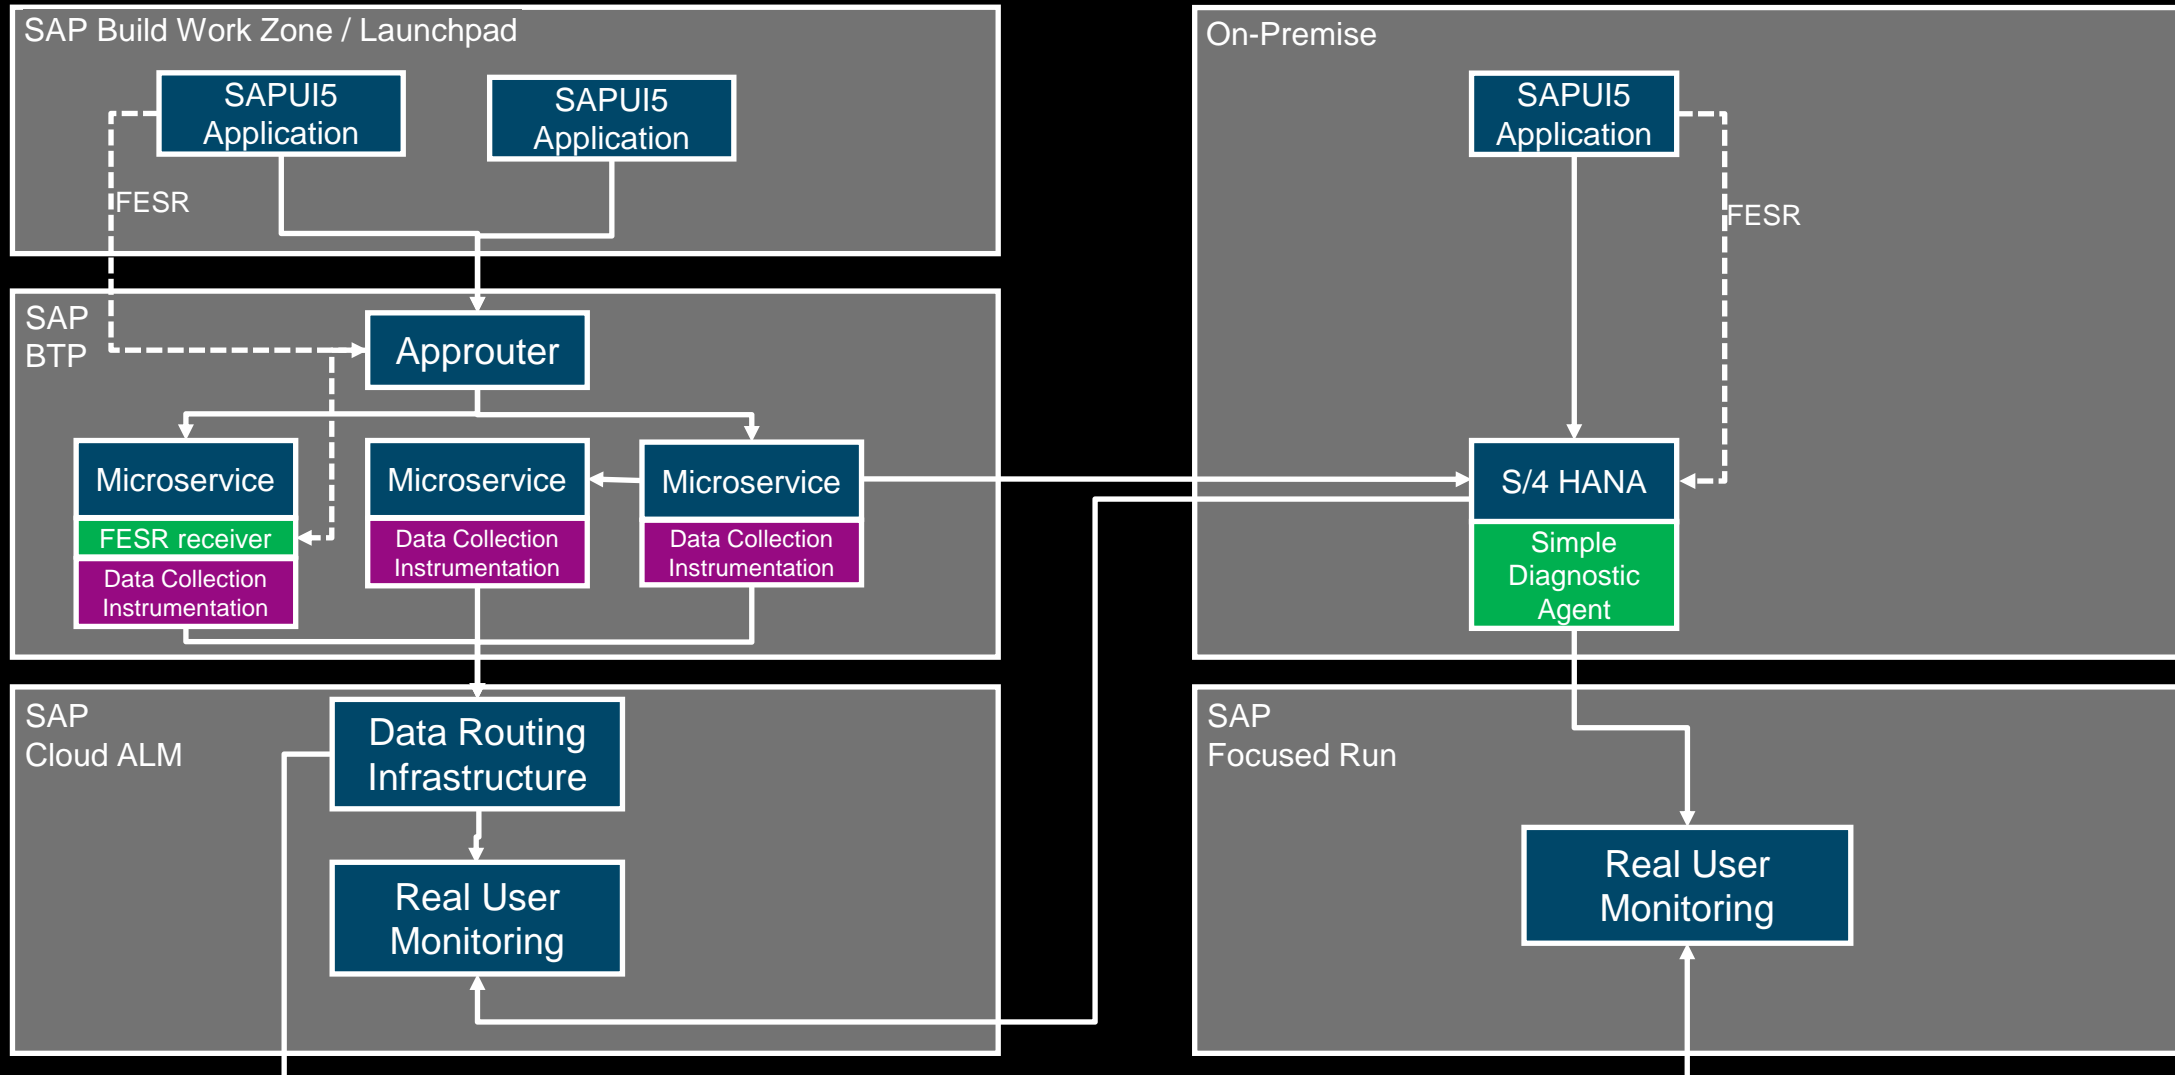 SAP Build Work Zone / Launchpad
SAPUI5
Application
SAPUI5
Application
FESR
SAP
BTP
Approuter
Microservice
FESR receiver
Data Collection
Instrumentation
Microservice
Data Collection
Instrumentation
Microservice
Data Collection
Instrumentation
SAP
Cloud ALM
Data Routing
Infrastructure
Real User
Monitoring
On-Premise
SAPUI5
Application
FESR
S/4 HANA
Simple
Diagnostic
Agent
SAP
Focused Run
Real User
Monitoring